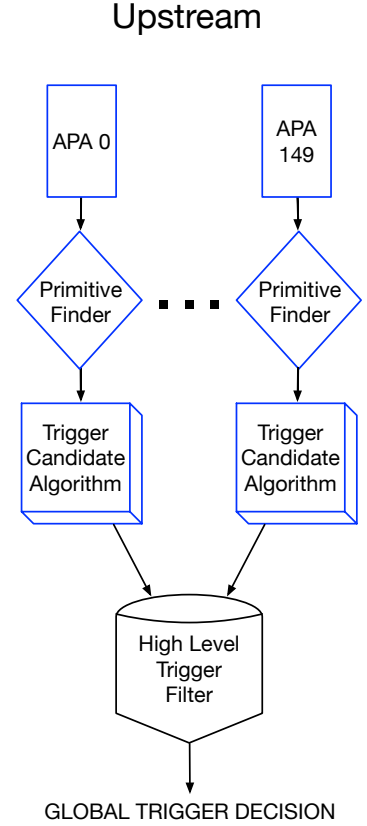 Upstream
APA 0
APA
149
Primitive
Finder
Primitive
Finder
Trigger
Candidate
Algorithm
Trigger
Candidate
Algorithm
High Level
Trigger
Filter
GLOBAL TRIGGER DECISION